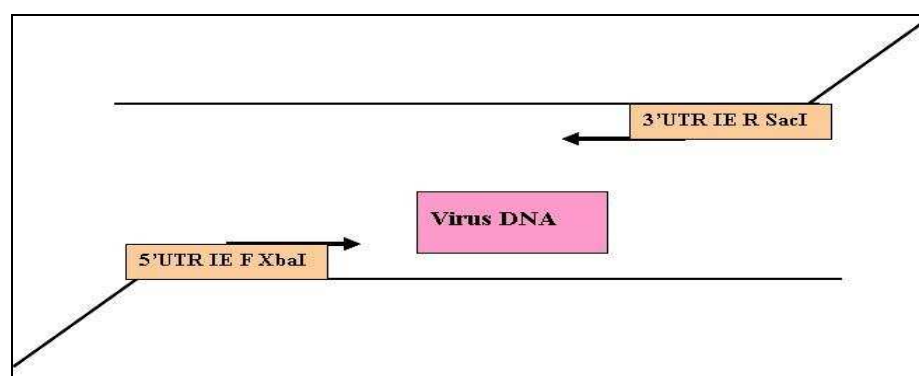 3’UTR IE R SacI
Virus DNA
5’UTR IE F XbaI